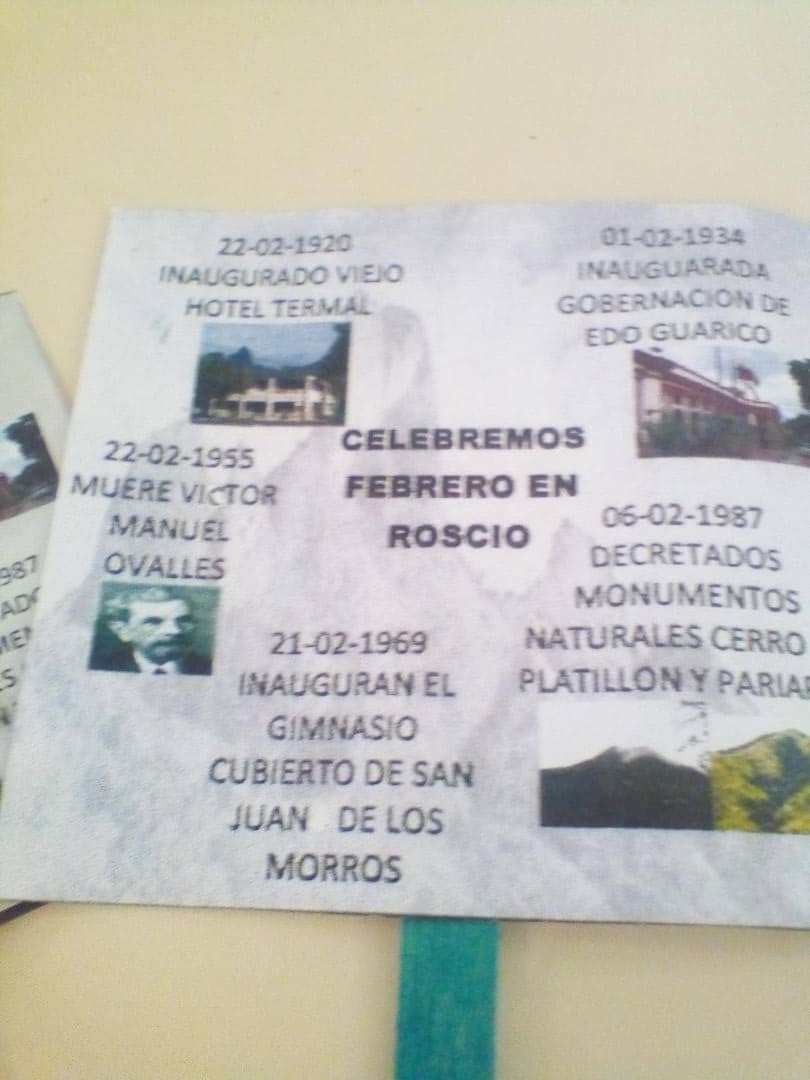 22-02-1920
INAUGURADO VIEJO
HOTEL TERMAL
01-02-1934
INAUGUARADA
GOBERNACION DE
EDO GUARICO
CELEBREMOS
FEBRERO EN
ROSCIO
22-02-1955
MUERE VICTOR
MANUEL
OVALLES
06-02-1987
DECRETADOS
MONUMENTOS
NATURALES CERRO
PLATILLON Y
21-02-1969
INAUGURAN EL
GIMNASIO
CUBIERTO DE SAN
JUAN DE LOS
MORROS